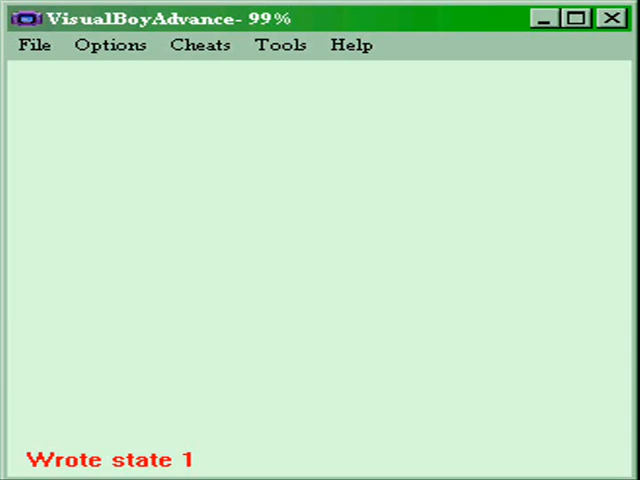 VisualBoyAdvance- 99%
File Options Cheats Tools Help
Wrote state 1